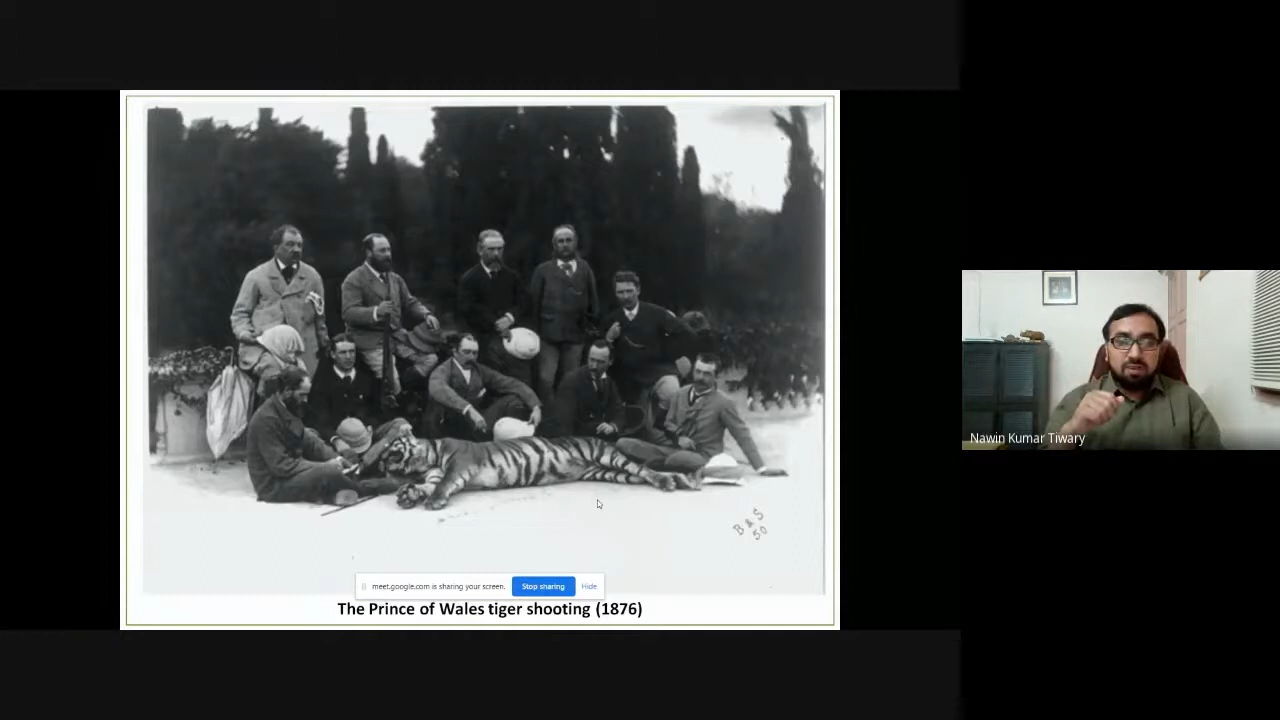 B & S
50
meet.google.com is sharing your screen.
Stop sharing
Hide
The Prince of Wales tiger shooting (1876)
Nawin Kumar Tiwary